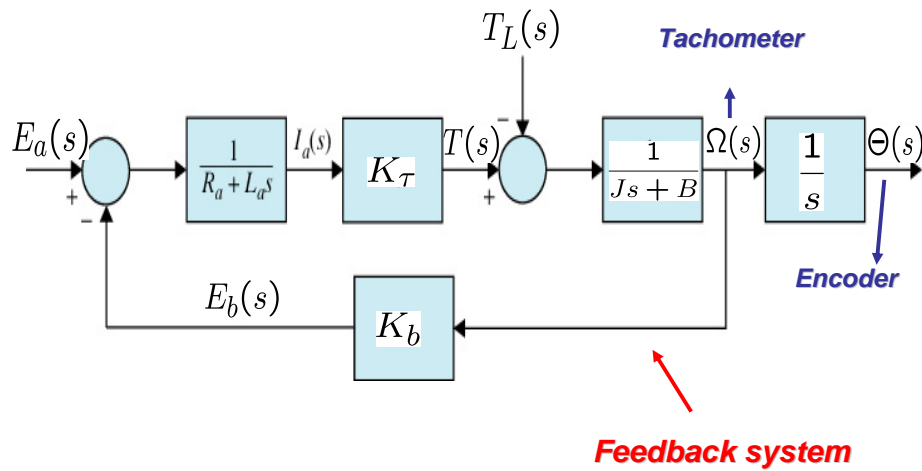 T_L(s)
Tachometer
E_a(s)
+
−
1
R_a + L_a s
I_a(s)
K_τ
T(s)
−
+
1
Js + B
Ω(s)
1
s
Θ(s)
Encoder
E_b(s)
K_b
Feedback system